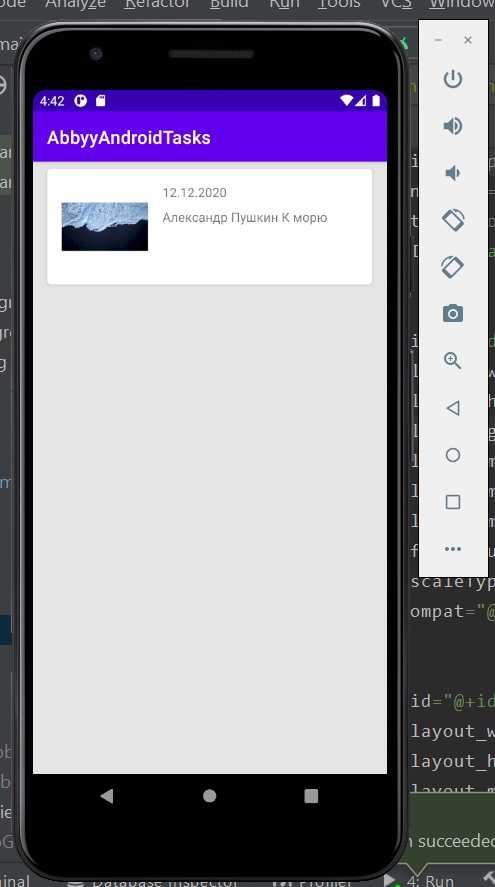 Analyze Refactor Build Run Tools VCS Window
4:42
AbbyyAndroidTasks
12.12.2020
Александр Пушкин К морю
scaleTyp
ompat="@
id="@+id
layout_w
layout_h
layout_m
succeeded
Database Inspector
Profiler
4: Run